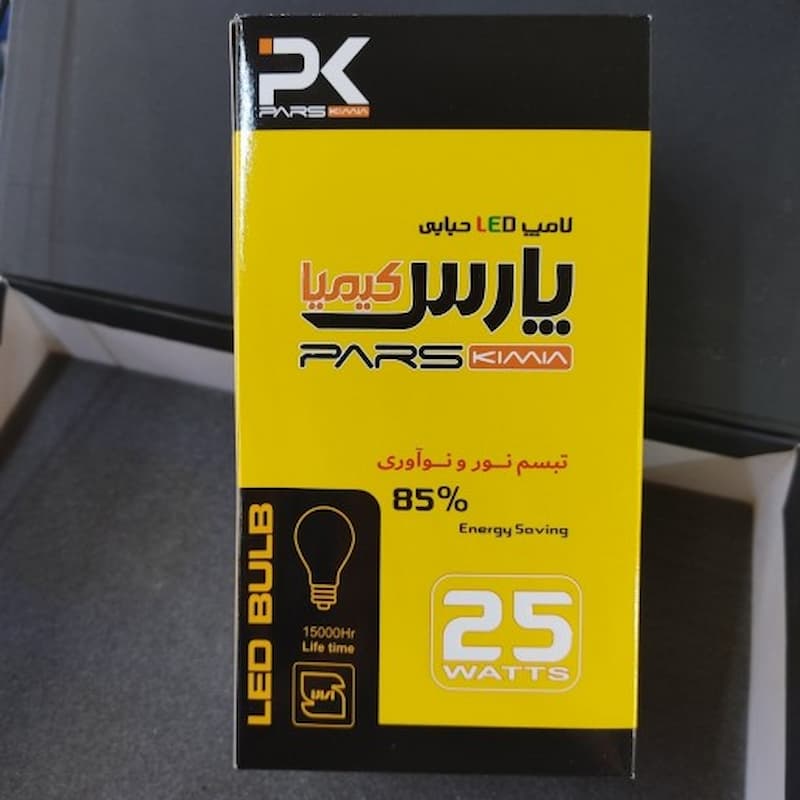 PK
PARS KIMIA
لامپ LED حبابی
پارس کیمیا
PARS KIMIA
تبسم نور و نوآوری
85%
Energy Saving
LED BULB
15000Hr
Life time
25
WATTS